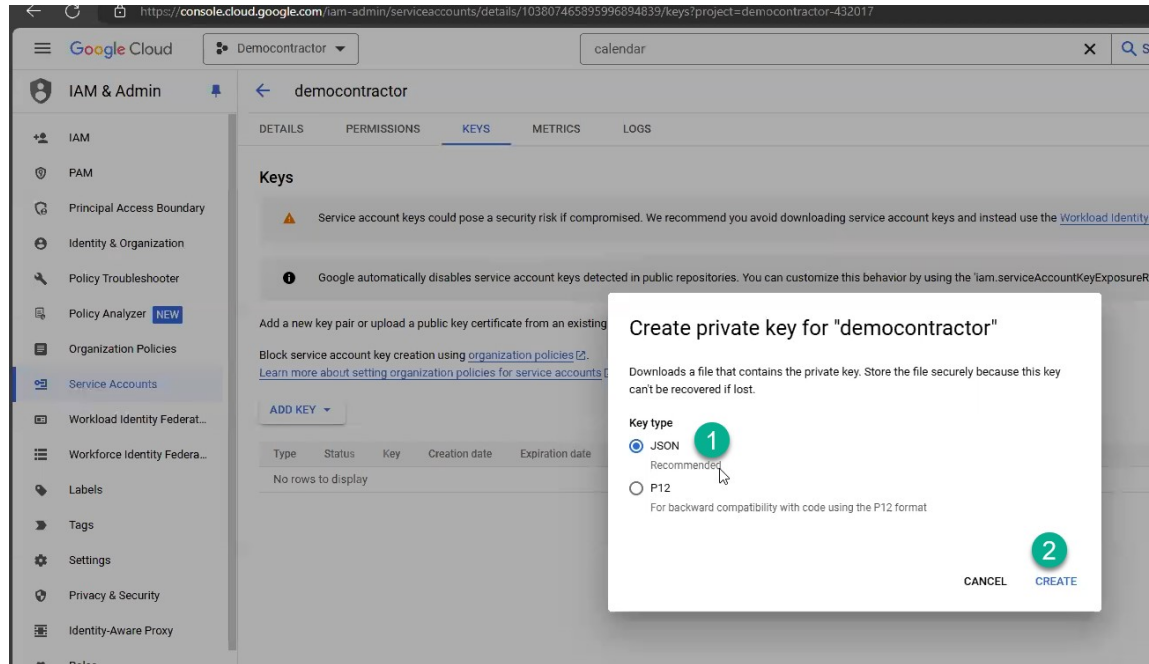 https://console.cloud.google.com/iam-admin/serviceaccounts/details/103807465895996894839/keys?project=democontractor-432017
Google Cloud
Democontractor
calendar
IAM & Admin
democontractor
DETAILS PERMISSIONS KEYS METRICS LOGS
IAM
PAM
Principal Access Boundary
Identity & Organization
Policy Troubleshooter
Policy Analyzer NEW
Organization Policies
Service Accounts
Workload Identity Federat...
Workforce Identity Federa...
Labels
Tags
Settings
Privacy & Security
Identity-Aware Proxy
Keys
Service account keys could pose a security risk if compromised. We recommend you avoid downloading service account keys and instead use the Workload Identity
Google automatically disables service account keys detected in public repositories. You can customize this behavior by using the 'iam.serviceAccountKeyExposureR
Add a new key pair or upload a public key certificate from an existing
Block service account key creation using organization policies.
Learn more about setting organization policies for service accounts
ADD KEY
Type Status Key Creation date Expiration date
No rows to display
Create private key for "democontractor"
Downloads a file that contains the private key. Store the file securely because this key
can't be recovered if lost.
Key type
JSON 1
Recommended
P12
For backward compatibility with code using the P12 format
2
CANCEL CREATE